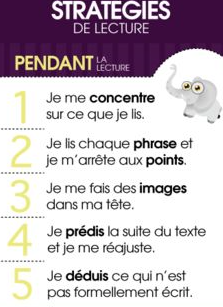 STRATÉGIES
DE LECTURE
PENDANT LA LECTURE
1 Je me concentre
sur ce que je lis.
2 Je lis chaque phrase et
je m'arrête aux points.
3 Je me fais des images
dans ma tête.
4 Je prédis la suite du texte
et je me réajuste.
5 Je déduis ce qui n'est
pas formellement écrit.